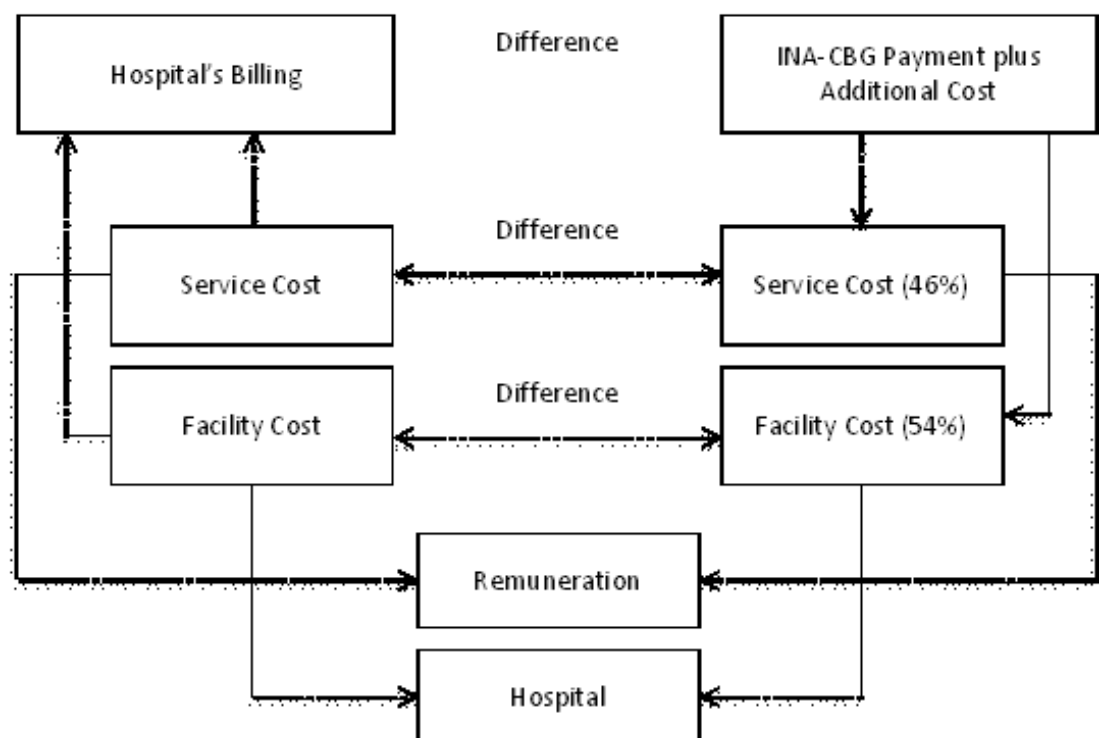 Hospital's Billing
Difference
INA-CBG Payment plus
Additional Cost
Difference
Service Cost
Service Cost (46%)
Difference
Facility Cost
Facility Cost (54%)
Remuneration
Hospital